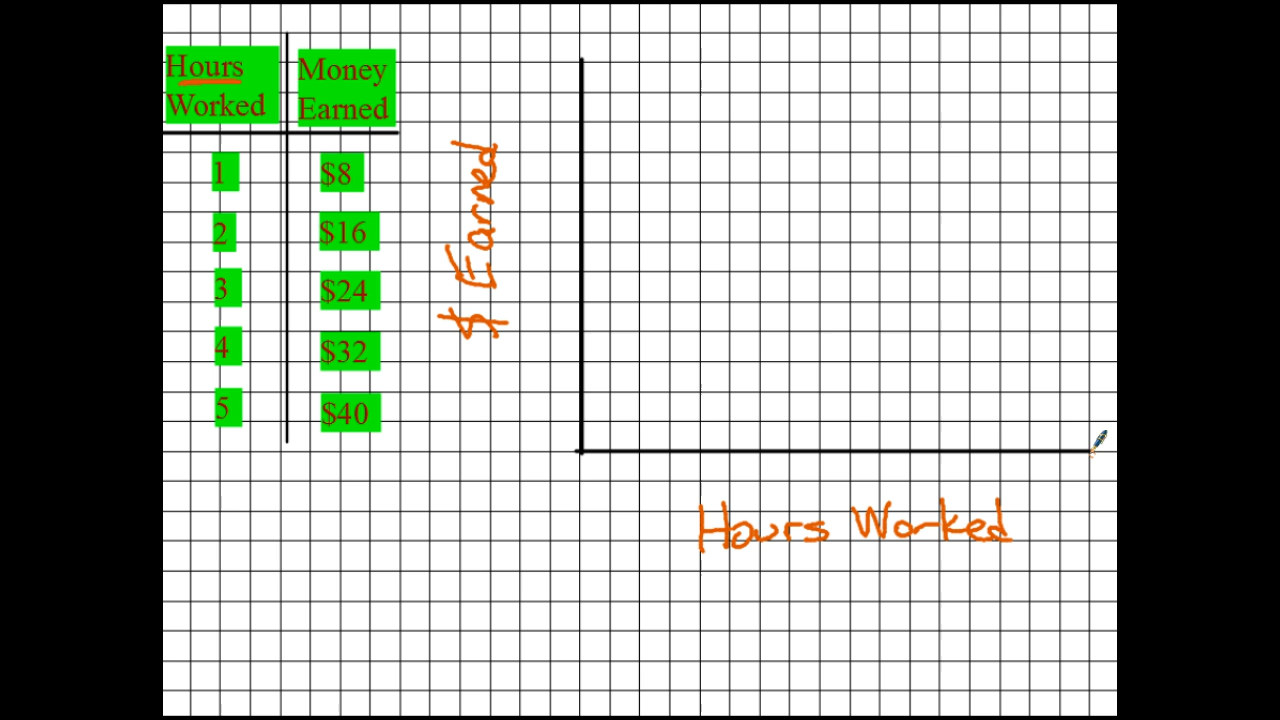 Hours
Worked
Money
Earned
1 $8
2 $16
3 $24
4 $32
5 $40
$ Earned
Hours Worked